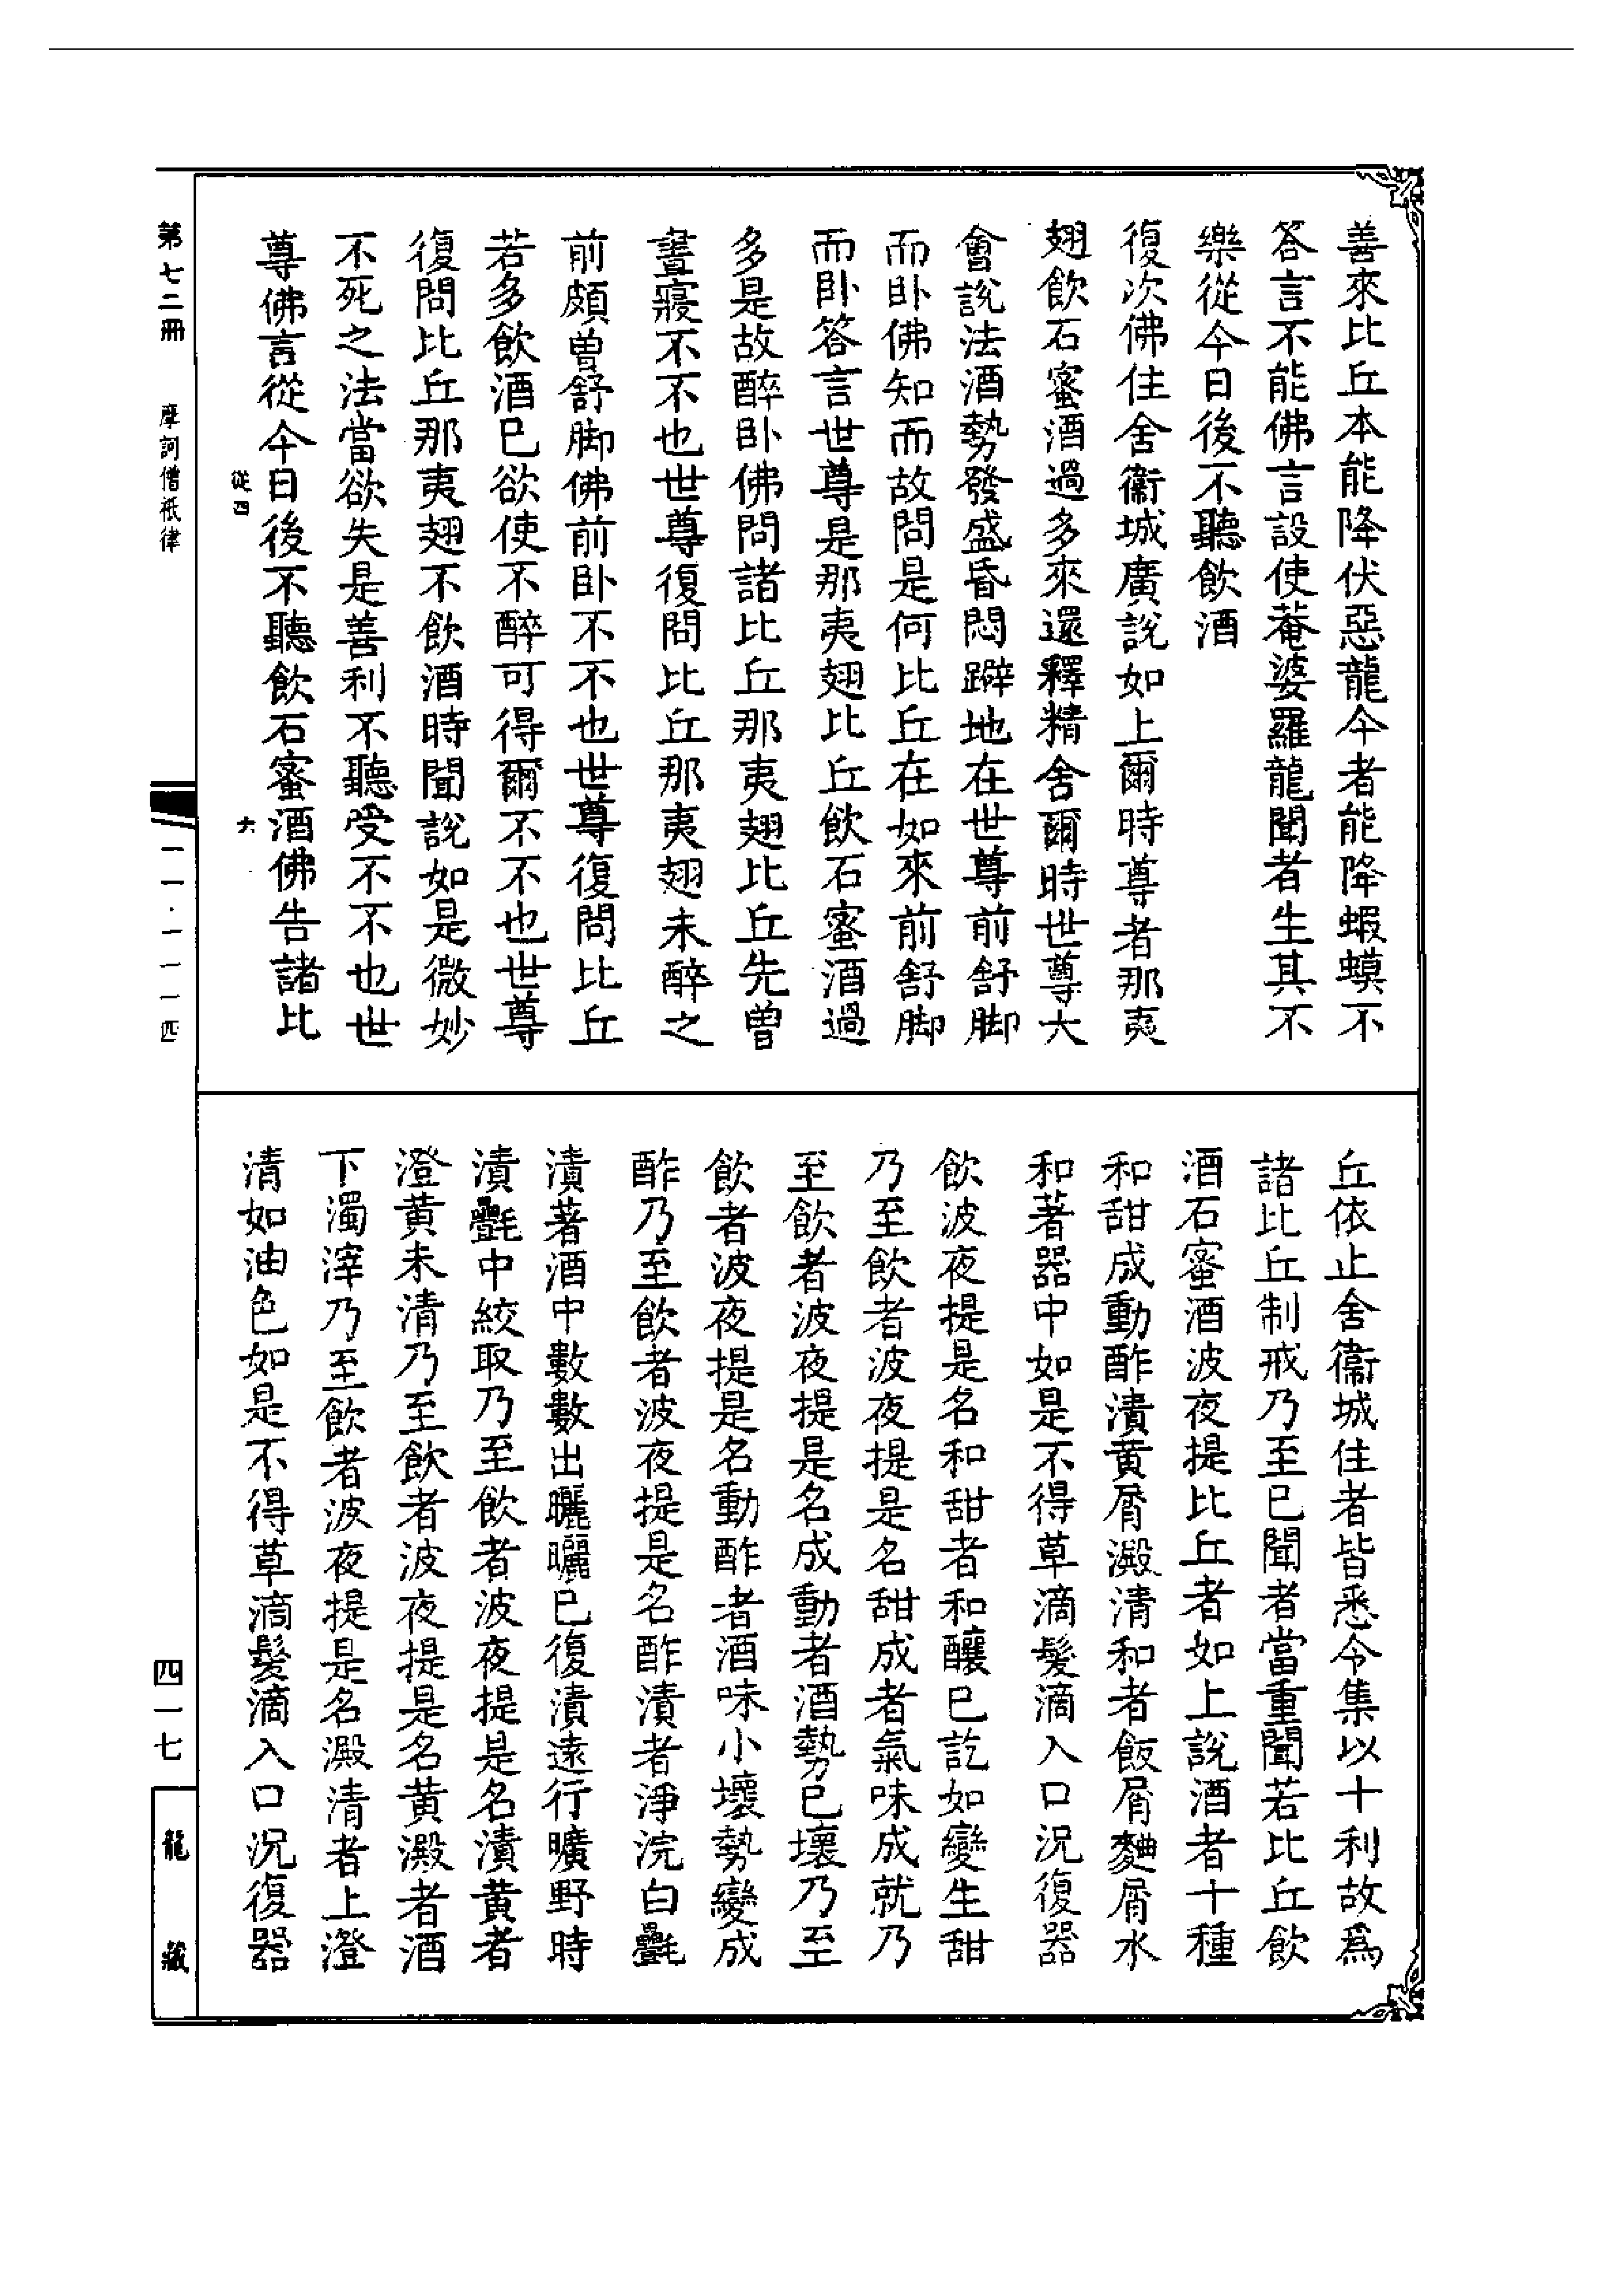 善來比丘本能降伏惡龍今者能降蝦蟆不
答言不能佛言設使菴婆羅龍聞者生其不
樂從今日後不聽飲酒
復次佛住舍衞城廣說如上爾時尊者那夷
翅飲石蜜酒過多來還釋精舍爾時世尊大
會說法酒勢發盛昏悶躃地在世尊前舒脚
而卧佛知而故問是何比丘在如來前舒脚
而卧答言世尊是那夷翅比丘飲石蜜酒過
多是故醉卧佛問諸比丘那夷翅比丘先曾
晝寢不不也世尊復問比丘那夷翅未醉之
前頗曾舒脚佛前前卧不不也世尊復問比丘
若多飲酒已欲使不醉可得爾不不也世尊
復問比丘那夷翅不飲酒時聞說如是微妙
不死之法當欲失是善利不聽受不不也世
尊佛言從今日後不聽飲石蜜酒佛告諸比
從四
六
丘依止舍衞城住者皆悉令集以十利故爲
諸比丘制戒乃至已聞者當重聞若比丘飲
酒石蜜酒波夜提比丘者如上說酒者十種
和甜成動酢漬黄屑澱清和者飯屑麴屑水
和著器中如是不得草滴髮滴入口況復器
飲波夜提是名和甜者和釀已訖如變生甜
乃至飲者波夜提是名甜成者氣味成就乃
至飲者波夜提是名成動者酒勢已壞乃至
飲者波夜提是名動酢者酒味小壞勢變成
酢乃至飲者波夜提是名酢漬者淨浣白㲲
漬著酒中數數出曬曬已復漬遠行曠野時
漬㲲中絞取乃至飲者波夜提是名漬黄者
澄黄未清乃至飲者波夜提是名黄澱者酒
下濁滓乃至飲者波夜提是名澱清者上澄
清如油色如是不得草滴髮滴入口況復器
第七二冊
摩訶僧祇律
一一·一一一四
四一七
龍藏